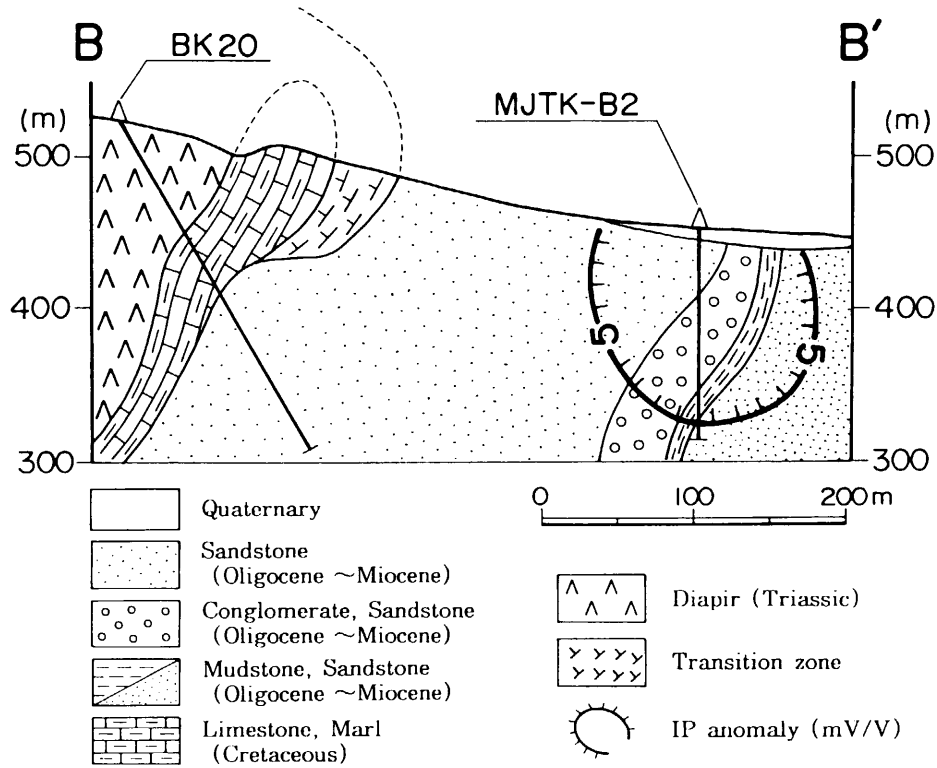 B
B′
BK20
MJTK-B2
(m)
(m)
500
500
400
400
300
300
5
5
0
100
200m
Quaternary
Sandstone
(Oligocene ~Miocene)
Conglomerate, Sandstone
(Oligocene ~Miocene)
Mudstone, Sandstone
(Oligocene ~Miocene)
Limestone, Marl
(Cretaceous)
Diapir (Triassic)
Transition zone
IP anomaly (mV/V)